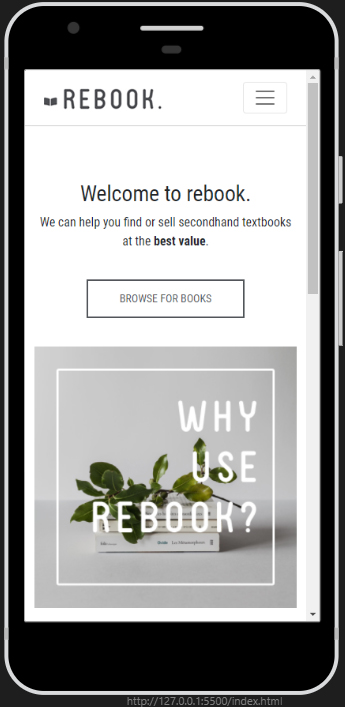 REBOOK.
Welcome to rebook.
We can help you find or sell secondhand textbooks
at the best value.
BROWSE FOR BOOKS
WHY
USE
REBOOK?
http://127.0.0.1:5500/index.html